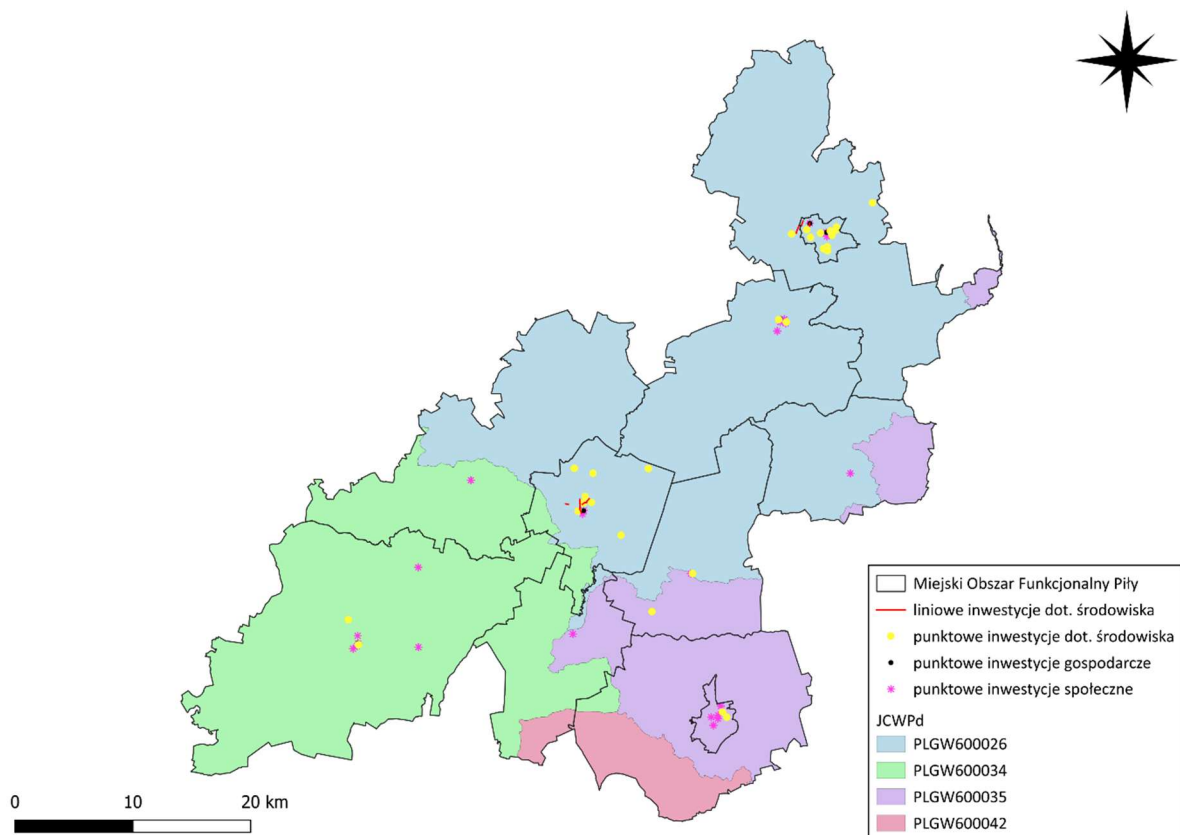 Miejski Obszar Funkcjonalny Piły
liniowe inwestycje dot. środowiska
punktowe inwestycje dot. środowiska
punktowe inwestycje gospodarcze
punktowe inwestycje społeczne
JCWPd
PLGW600026
PLGW600034
PLGW600035
PLGW600042
0 10 20 km